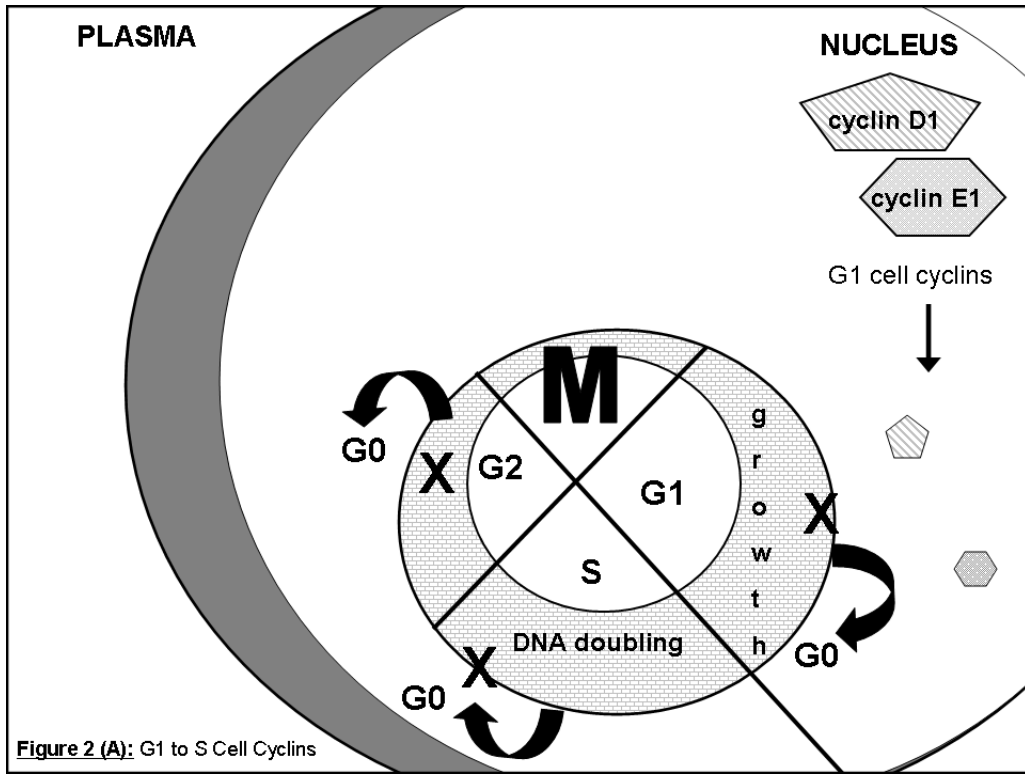 PLASMA
NUCLEUS
cyclin D1
cyclin E1
G1 cell cyclins
M
G0
X
G2
G1
growth
X
S
DNA doubling
X
G0
G0
Figure 2 (A): G1 to S Cell Cyclins